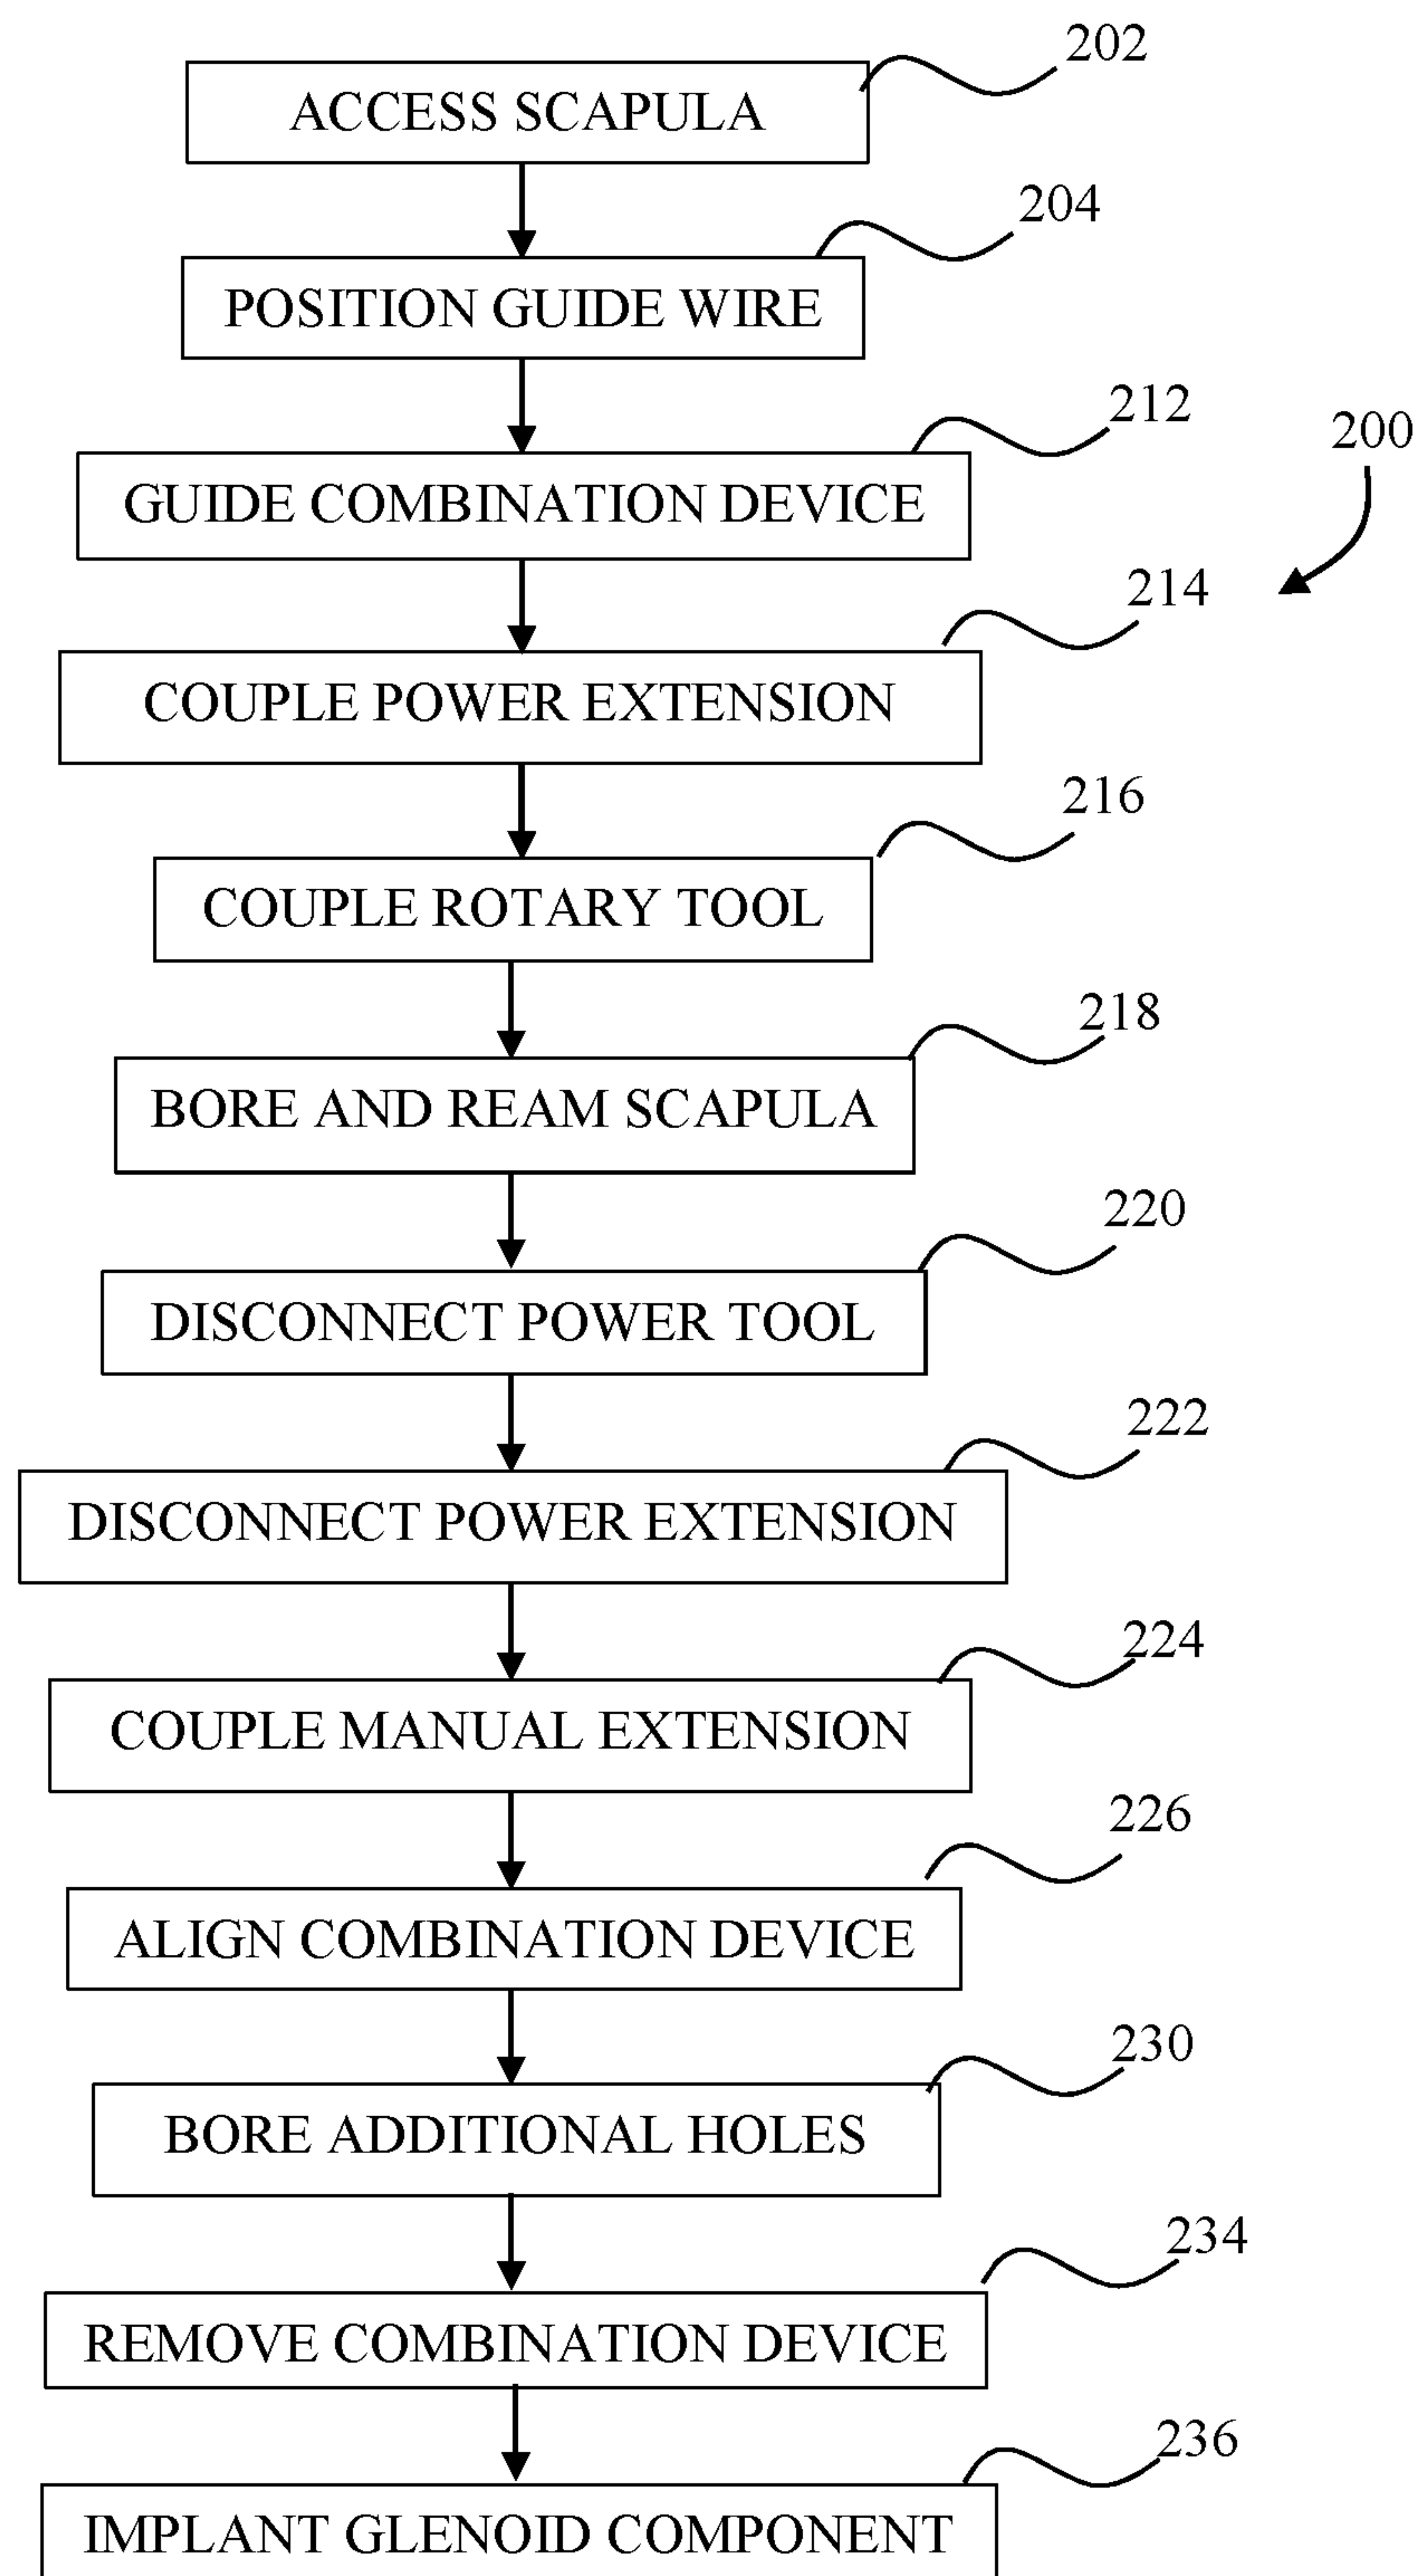 202
ACCESS SCAPULA
204
POSITION GUIDE WIRE
212
200
GUIDE COMBINATION DEVICE
214
COUPLE POWER EXTENSION
216
COUPLE ROTARY TOOL
218
BORE AND REAM SCAPULA
220
DISCONNECT POWER TOOL
222
DISCONNECT POWER EXTENSION
224
COUPLE MANUAL EXTENSION
226
ALIGN COMBINATION DEVICE
230
BORE ADDITIONAL HOLES
234
REMOVE COMBINATION DEVICE
236
IMPLANT GLENOID COMPONENT